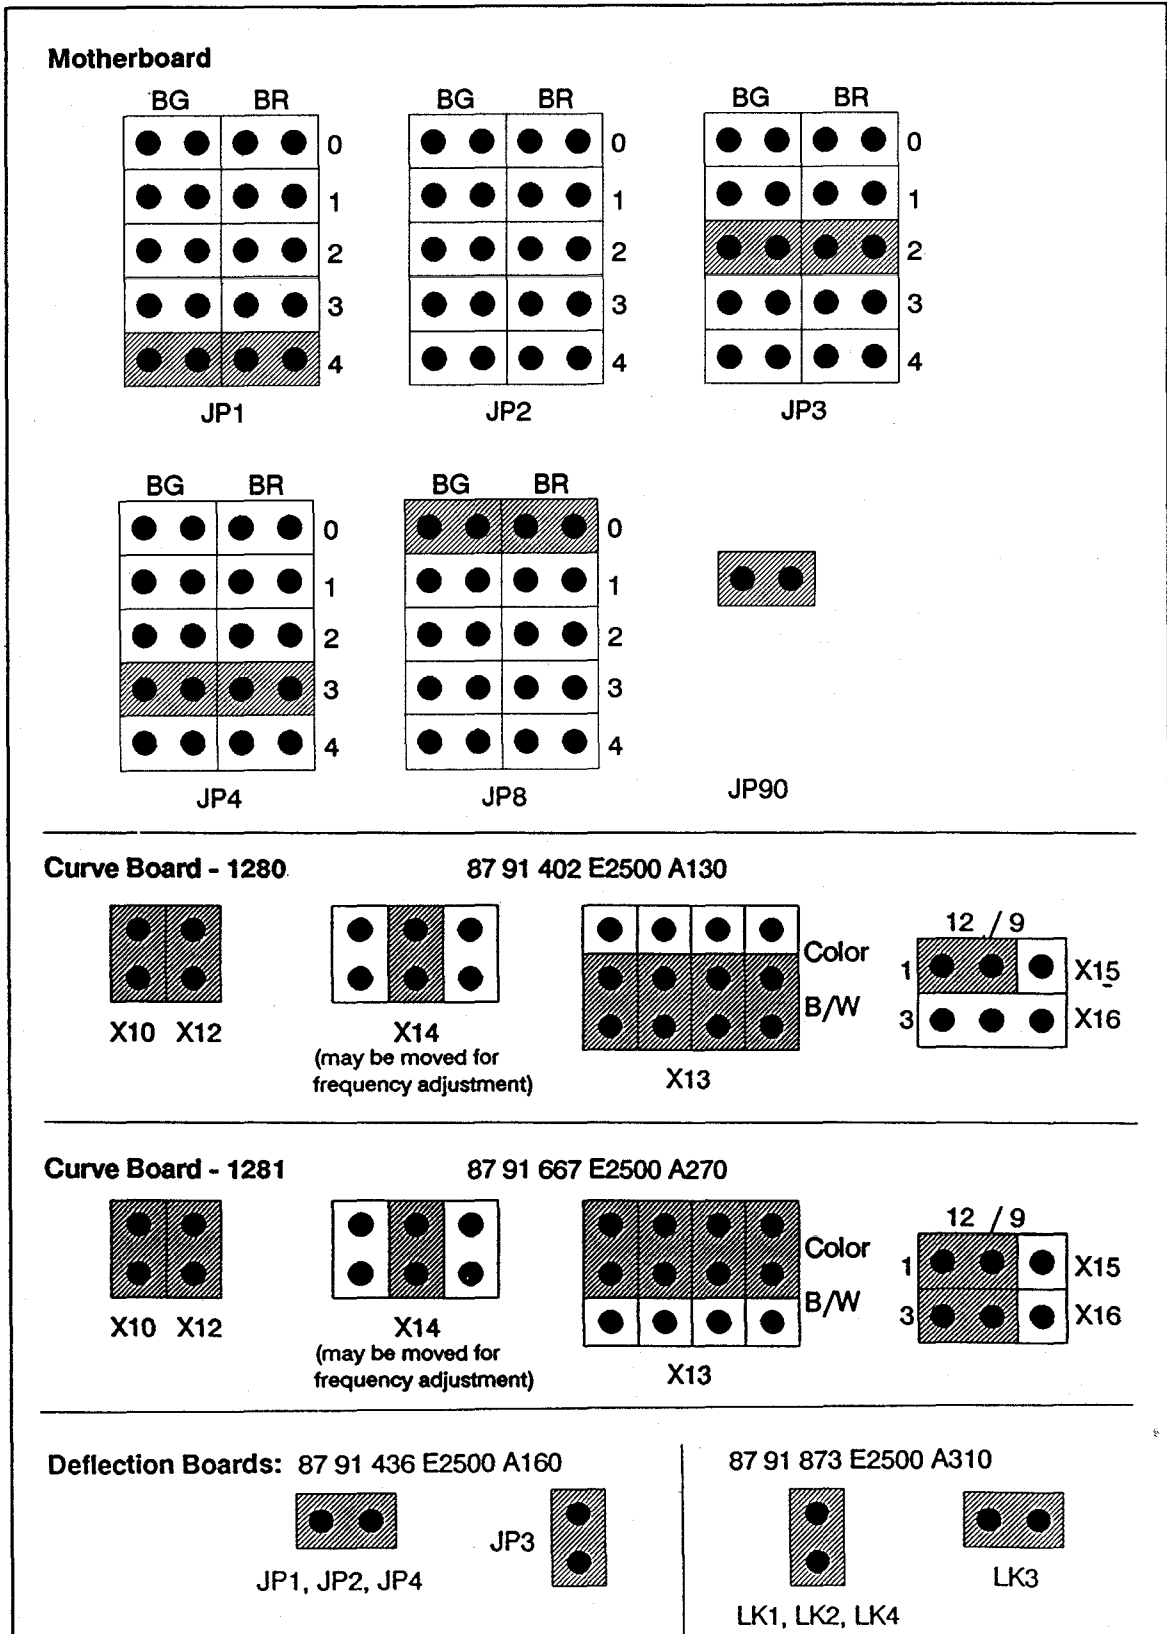 Motherboard
BG BR BG BR BG BR
0 0 0
1 1 1
2 2 2
3 3 3
4 4 4
JP1 JP2 JP3
BG BR BG BR
0 0
1 1
2 2
3 3
4 4
JP4 JP8 JP90
Curve Board - 1280 87 91 402 E2500 A130
12 / 9
Color
1 X15
B/W
3 X16
X10 X12 X14
(may be moved for
frequency adjustment)
X13
Curve Board - 1281 87 91 667 E2500 A270
12 / 9
Color
1 X15
B/W
3 X16
X10 X12 X14
(may be moved for
frequency adjustment)
X13
Deflection Boards: 87 91 436 E2500 A160
JP3
JP1, JP2, JP4
87 91 873 E2500 A310
LK3
LK1, LK2, LK4